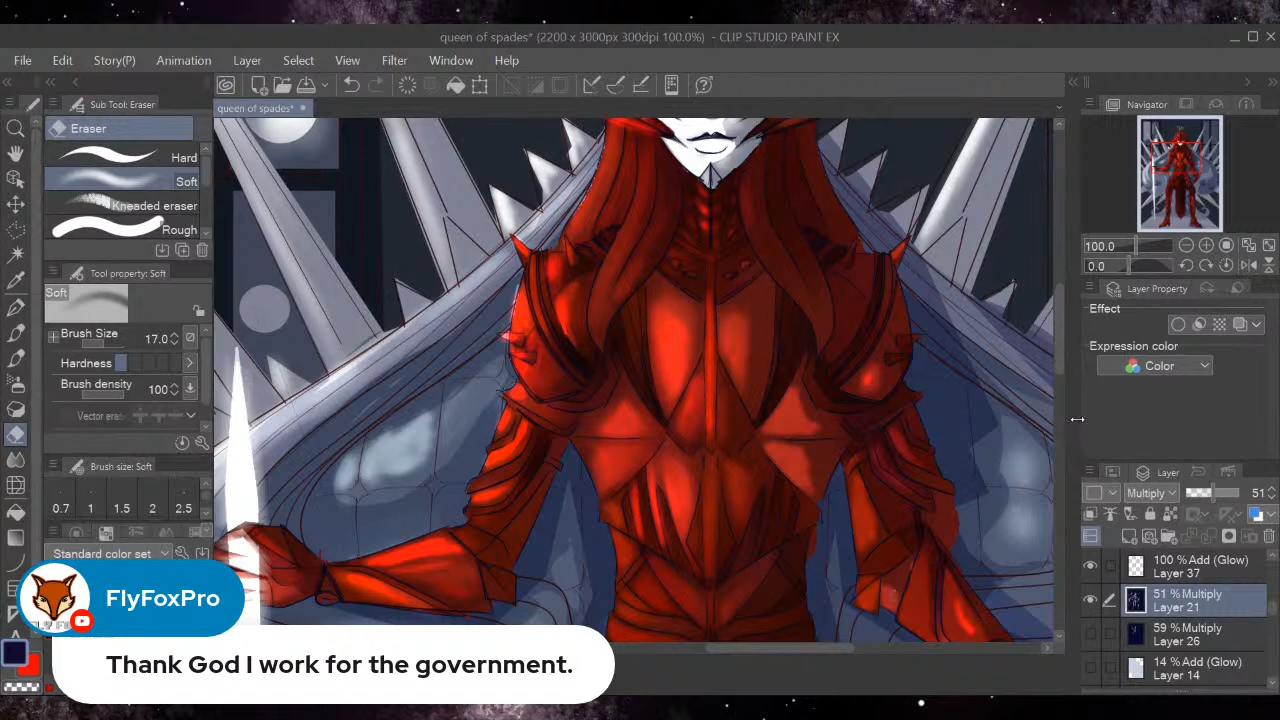 queen of spades* (2200 x 3000px 300dpi 100.0%) - CLIP STUDIO PAINT EX
File Edit Story(P) Animation Layer Select View Filter Window Help
Sub Tool: Eraser
queen of spades*
Navigator
Eraser
Hard
Soft
Kneaded eraser
Rough
100.0
0.0
Tool property: Soft
Soft
Layer Property
Effect
Brush Size 17.0
Expression color
Hardness
Color
Brush density 100
Vector era
Brush size: Soft
Layer
0.7 1 1.5 2 2.5
Multiply 51
Standard color set
100 %Add (Glow)
Layer 37
51 %Multiply
Layer 21
59 %Multiply
Layer 26
14 %Add (Glow)
Layer 14
FlyFoxPro
Thank God I work for the government.